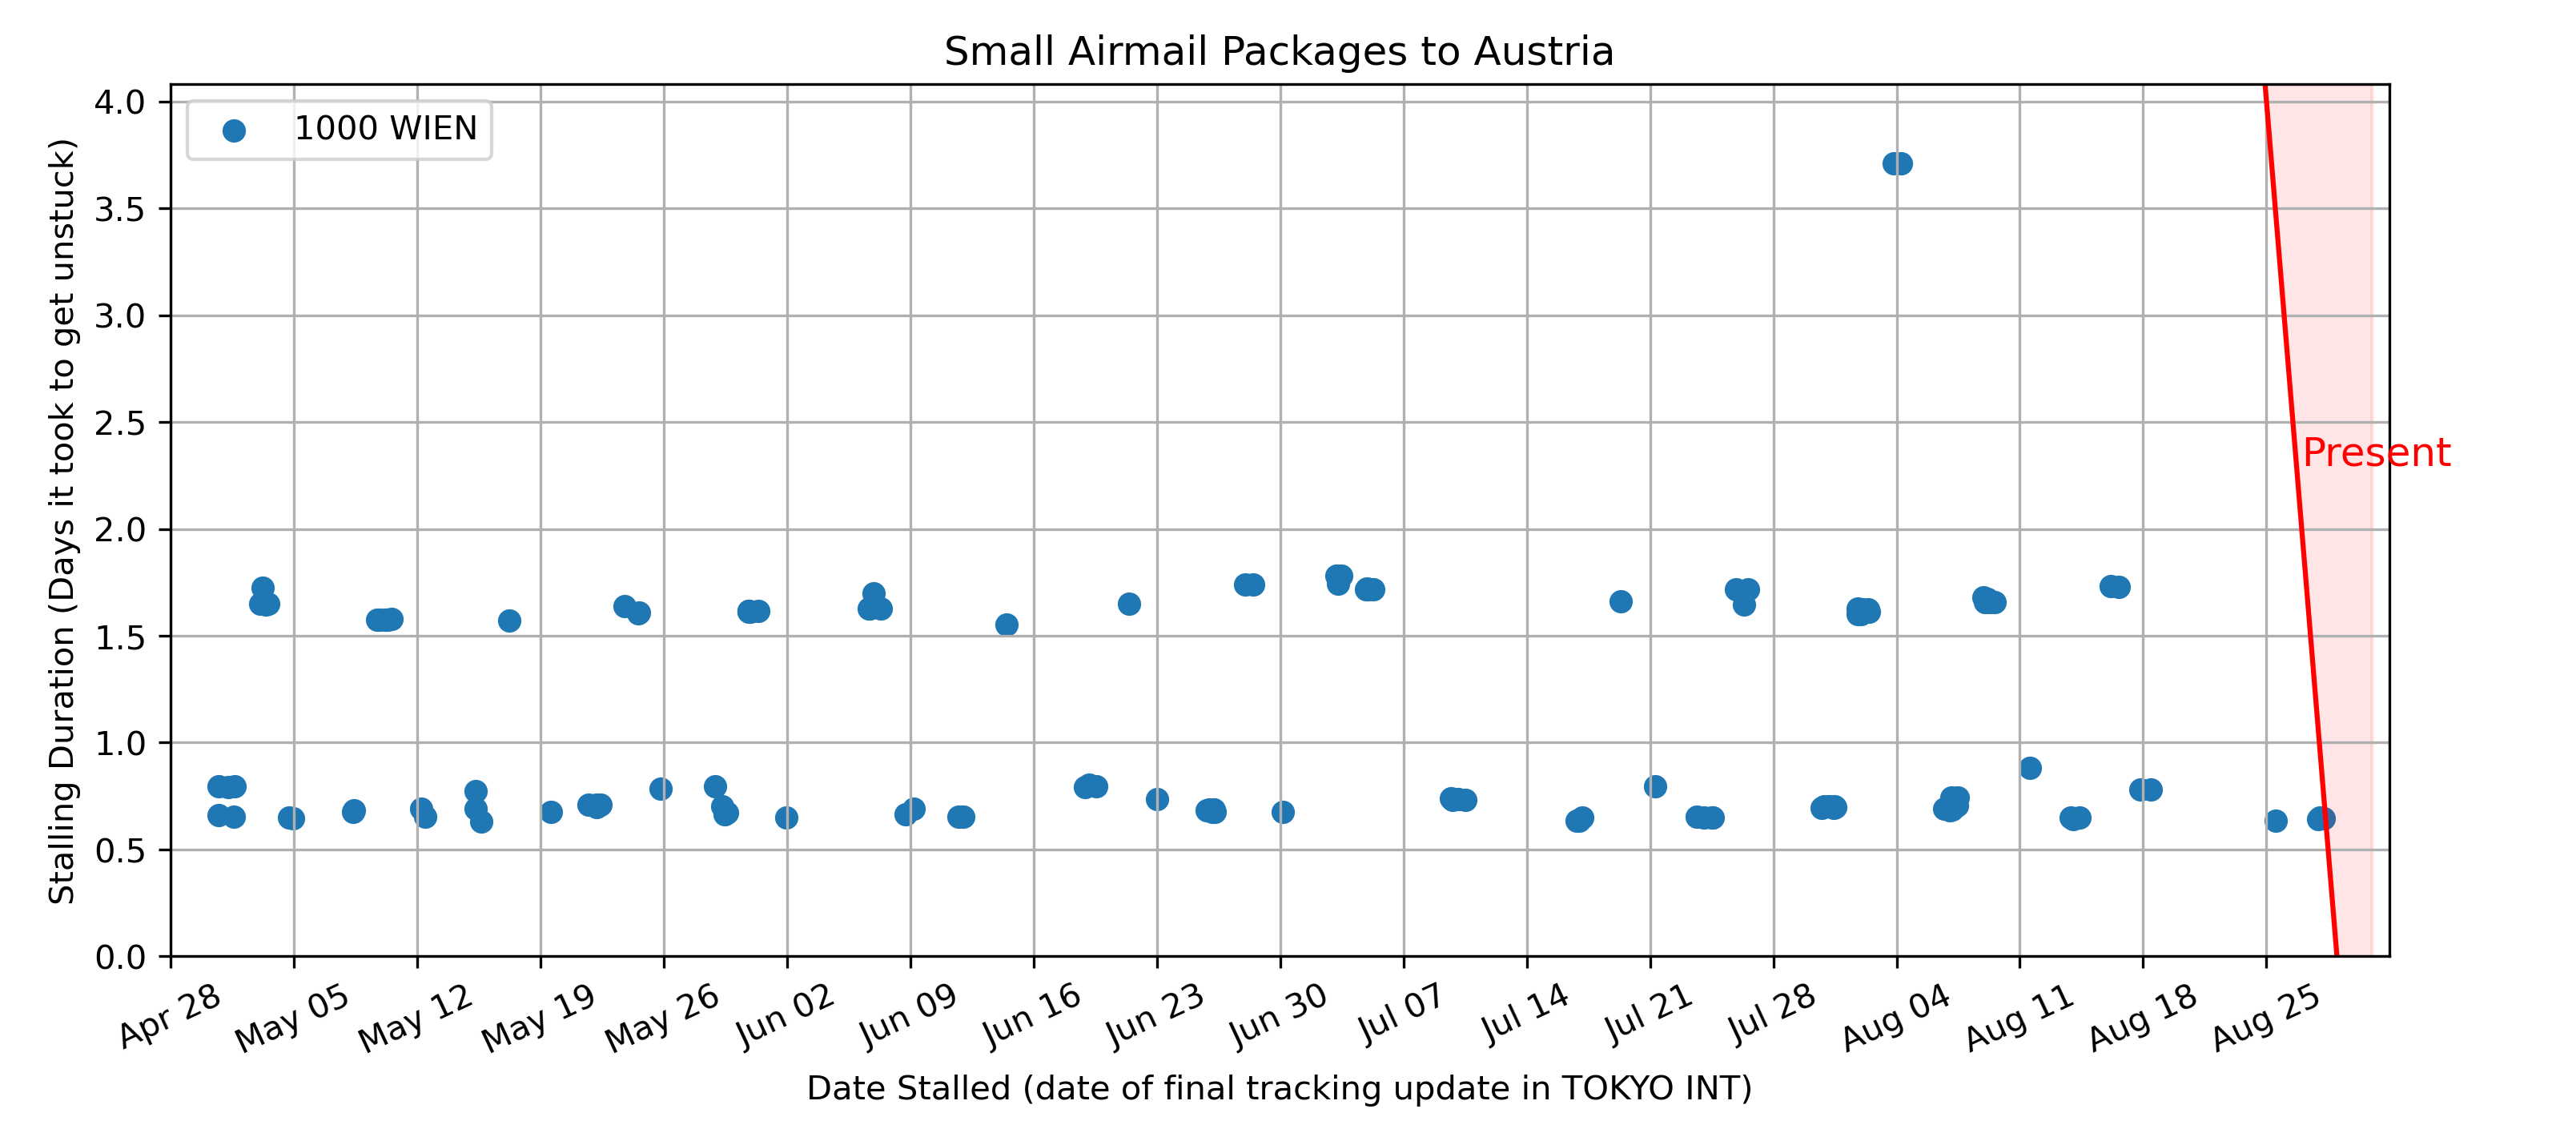 Small Airmail Packages to Austria
1000 WIEN
Stalling Duration (Days it took to get unstuck)
4.0
3.5
3.0
2.5
2.0
1.5
1.0
0.5
0.0
Present
Apr 28
May 05
May 12
May 19
May 26
Jun 02
Jun 09
Jun 16
Jun 23
Jun 30
Jul 07
Jul 14
Jul 21
Jul 28
Aug 04
Aug 11
Aug 18
Aug 25
Date Stalled (date of final tracking update in TOKYO INT)